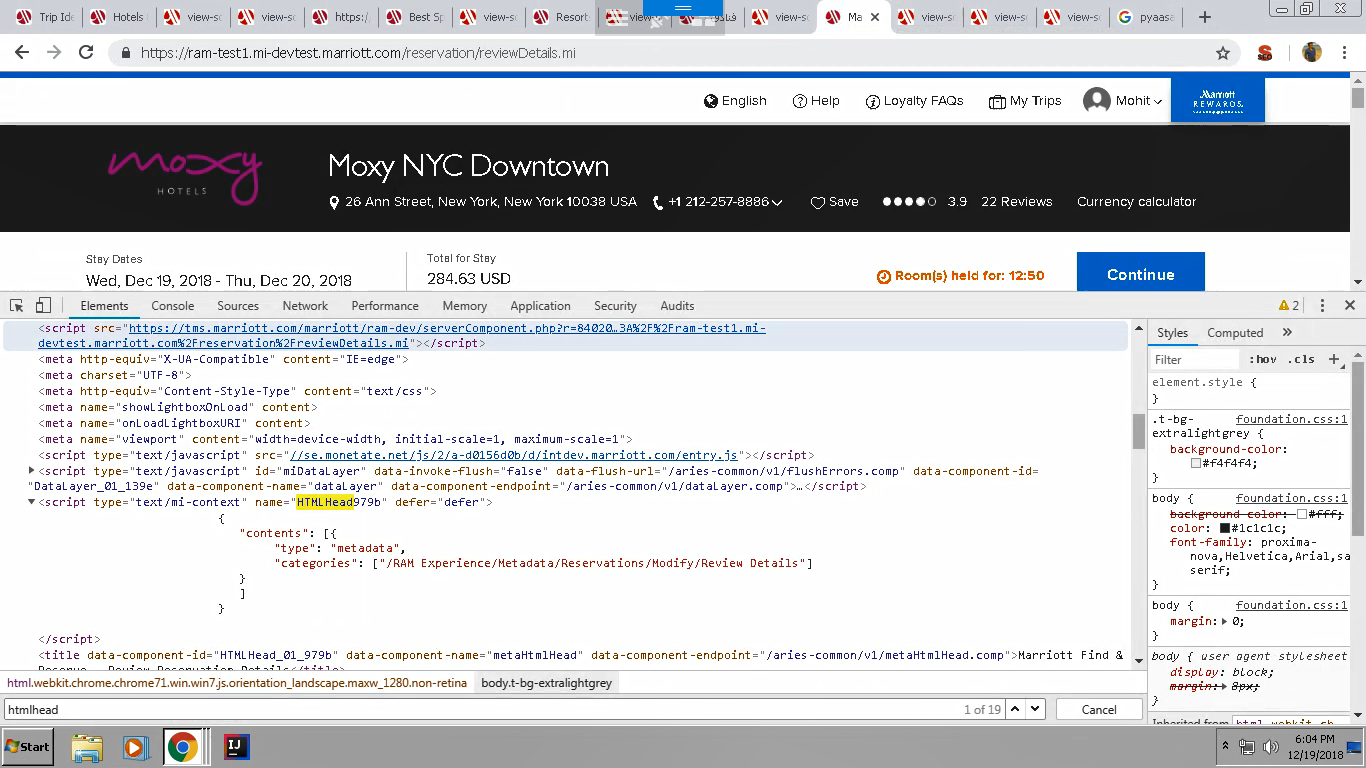 Trip Ide
Hotels
view-s
view-s
https:/
Best Sp
view-s
Resort
view-s
view-s
Ma
view-s
view-s
view-s
pyaasa
https://ram-test1.mi-devtest.marriott.com/reservation/reviewDetails.mi
English Help Loyalty FAQs My Trips Mohit
Marriott
REWARDS.
moxy
HOTELS
Moxy NYC Downtown
26 Ann Street, New York, New York 10038 USA +1 212-257-8886 Save 3.9 22 Reviews Currency calculator
Stay Dates
Wed, Dec 19, 2018 - Thu, Dec 20, 2018
Total for Stay
284.63 USD
Room(s) held for: 12:50
Continue
Elements Console Sources Network Performance Memory Application Security Audits 2
<script src="https://tms.marriott.com/marriott/ram-dev/serverComponent.php?r=84020…3A%2F%2Fram-test1.mi-
devtest.marriott.com%2Freservation%2FreviewDetails.mi"></script>
<meta http-equiv="X-UA-Compatible" content="IE=edge">
<meta charset="UTF-8">
<meta http-equiv="Content-Style-Type" content="text/css">
<meta name="showLightboxOnLoad" content>
<meta name="onLoadLightboxURI" content>
<meta name="viewport" content="width=device-width, initial-scale=1, maximum-scale=1">
<script type="text/javascript" src="//se.monetate.net/js/2/a-d0156d0b/d/intdev.marriott.com/entry.js"></script>
<script type="text/javascript" id="miDataLayer" data-invoke-flush="false" data-flush-url="/aries-common/v1/flushErrors.comp" data-component-id=
"DataLayer_01_139e" data-component-name="dataLayer" data-component-endpoint="/aries-common/v1/dataLayer.comp">…</script>
<script type="text/mi-context" name="HTMLHead979b" defer="defer">
{
"contents": [{
"type": "metadata",
"categories": ["/RAM Experience/Metadata/Reservations/Modify/Review Details"]
}
]
}
</script>
<title data-component-id="HTMLHead_01_979b" data-component-name="metaHtmlHead" data-component-endpoint="/aries-common/v1/metaHtmlHead.comp">Marriott Find &
Reserve - Review Reservation Details</title>
html.webkit.chrome.chrome71.win.win7.js.orientation_landscape.maxw_1280.non-retina body.t-bg-extralightgrey
htmlhead 1 of 19 Cancel
Styles Computed »
Filter :hov .cls +
element.style {
}
.t-bg- foundation.css:1
extralightgrey {
background-color:
#f4f4f4;
}
body { foundation.css:1
background-color: #fff;
color: #1c1c1c;
font-family: proxima-
nova,Helvetica,Arial,sa
serif;
}
body { foundation.css:1
margin: 0;
}
body { user agent stylesheet
display: block;
margin: 8px;
}
Inherited from html.webkit.ch
Start
IJ
6:04 PM
12/19/2018